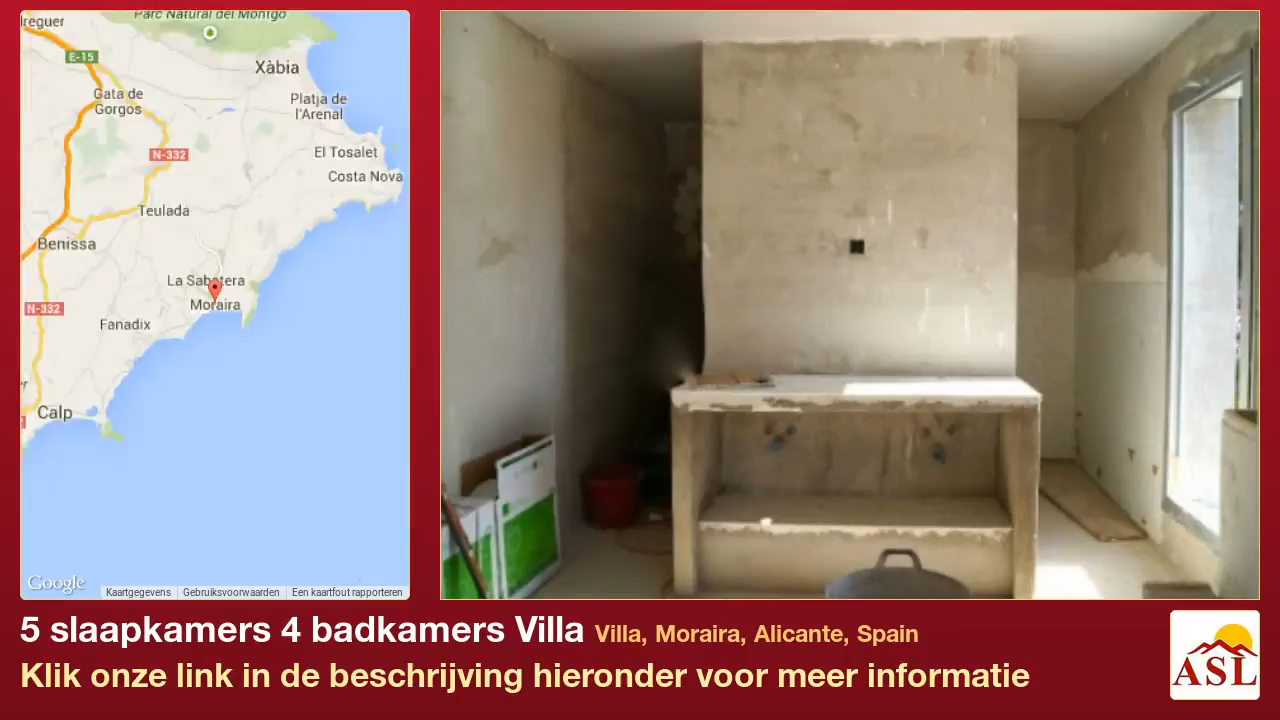 Parc Natural del Montgó
reguer
E-15
Xàbia
Gata de
Gorgos
Platja de
l'Arenal
N-332
El Tosalet
Costa Nova
Teulada
Benissa
La Sabatera
Moraira
N-332
Fanadix
Calp
Google
Kaartgegevens Gebruiksvoorwaarden Een kaartfout rapporteren
5 slaapkamers 4 badkamers Villa Villa, Moraira, Alicante, Spain
Klik onze link in de beschrijving hieronder voor meer informatie
ASL